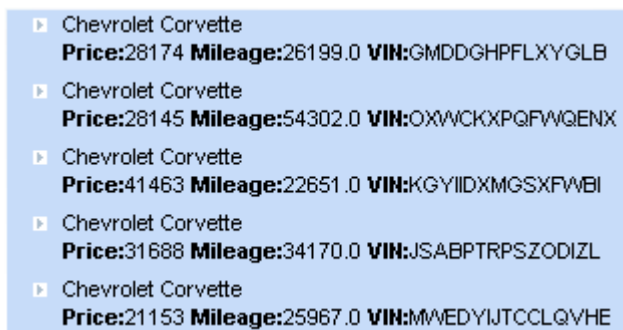 Chevrolet Corvette
Price:28174 Mileage:26199.0 VIN:GMDDGHPFLXYGLB
Chevrolet Corvette
Price:28145 Mileage:54302.0 VIN:OXWCKXPQFWQENX
Chevrolet Corvette
Price:41463 Mileage:22651.0 VIN:KGYIIDXMGSXFWBI
Chevrolet Corvette
Price:31688 Mileage:34170.0 VIN:JSABPTRPSZODIZL
Chevrolet Corvette
Price:21153 Mileage:25967.0 VIN:MWEDYIJTCCLQVHE